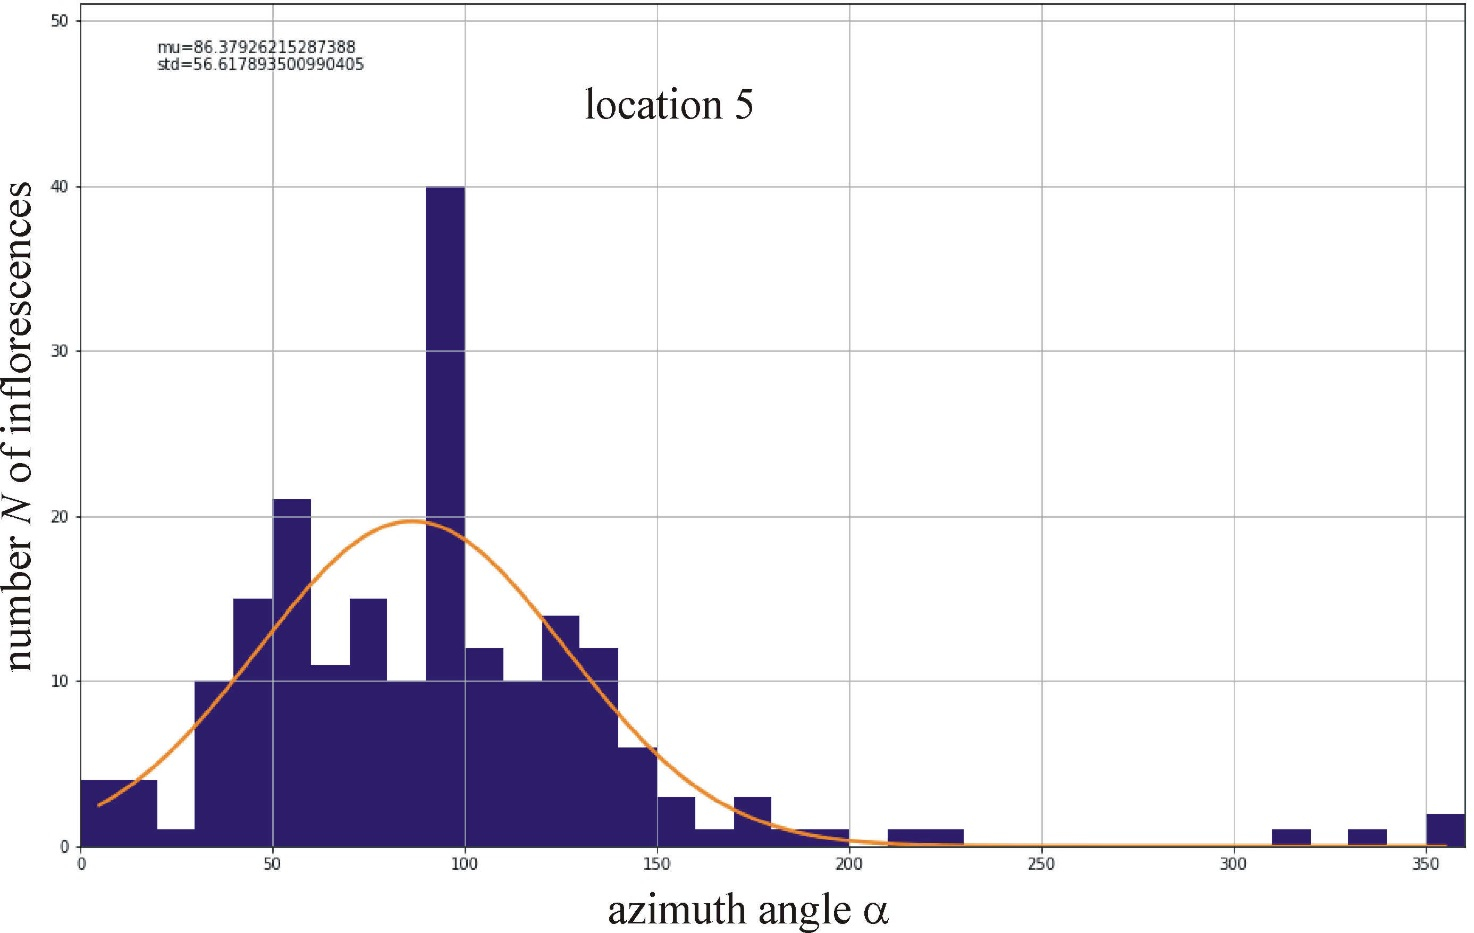 mu=86.37926215287388
std=56.617893500990405
location 5
number N of inflorescences
50
40
30
20
10
0
0 50 100 150 200 250 300 350
azimuth angle α